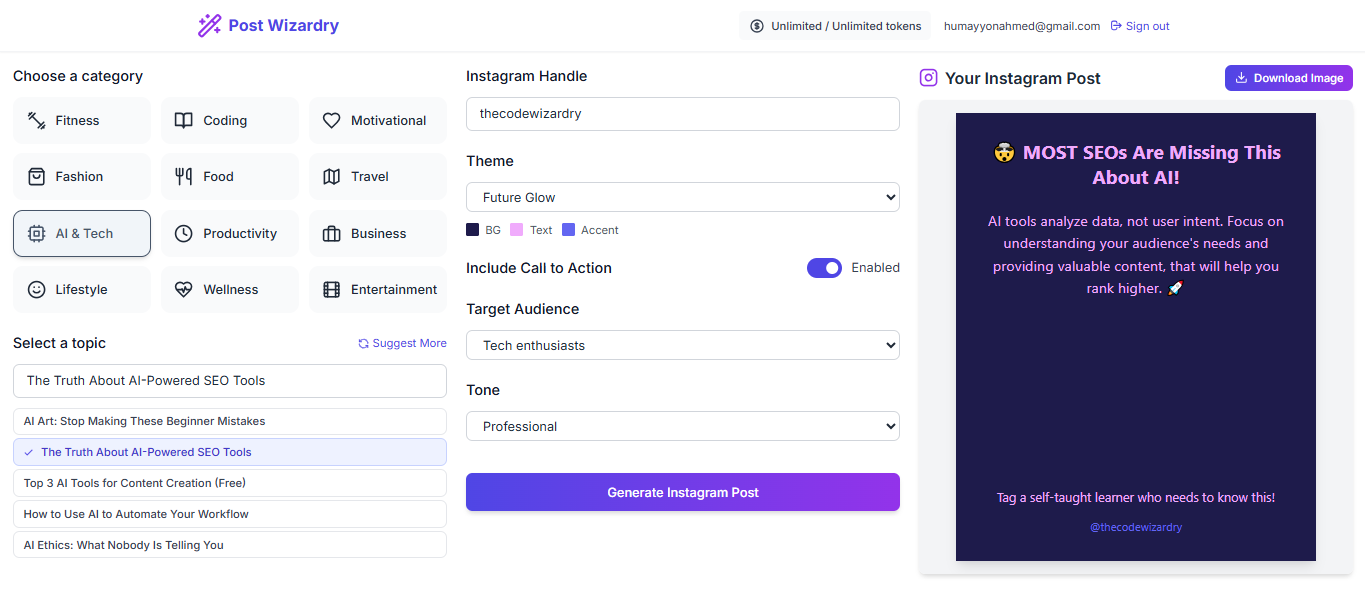 Post Wizardry
Unlimited / Unlimited tokens
humayyonahmed@gmail.com
Sign out
Choose a category
Fitness
Coding
Motivational
Fashion
Food
Travel
AI & Tech
Productivity
Business
Lifestyle
Wellness
Entertainment
Select a topic
Suggest More
The Truth About AI-Powered SEO Tools
AI Art: Stop Making These Beginner Mistakes
The Truth About AI-Powered SEO Tools
Top 3 AI Tools for Content Creation (Free)
How to Use AI to Automate Your Workflow
AI Ethics: What Nobody Is Telling You
Instagram Handle
thecodewizardry
Theme
Future Glow
BG Text Accent
Include Call to Action
Enabled
Target Audience
Tech enthusiasts
Tone
Professional
Generate Instagram Post
Your Instagram Post
Download Image
🤯 MOST SEOs Are Missing This
About AI!
AI tools analyze data, not user intent. Focus on
understanding your audience's needs and
providing valuable content, that will help you
rank higher. 🚀
Tag a self-taught learner who needs to know this!
@thecodewizardry